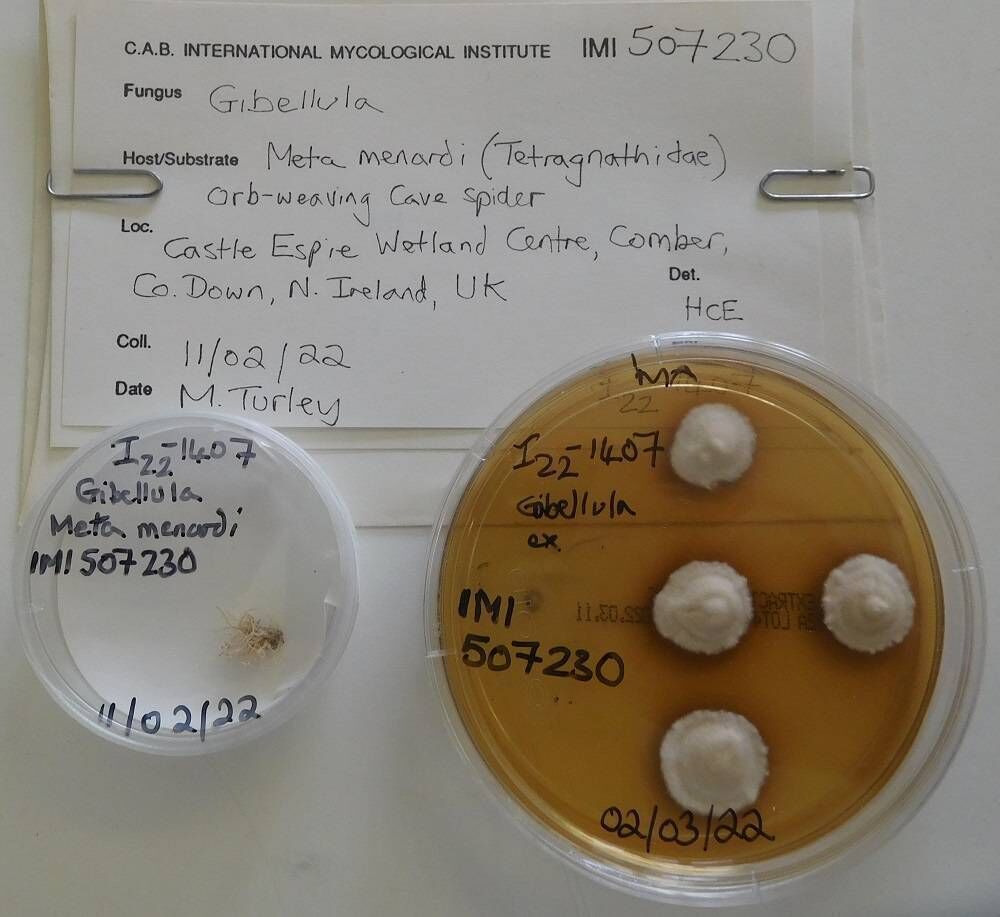 C.A.B. INTERNATIONAL MYCOLOGICAL INSTITUTE IMI 507230
Fungus Gibellula
Host/Substrate Meta menardi (Tetragnathidae)
Orb-weaving Cave spider
Loc. Castle Espie Wetland Centre, Comber,
Co. Down, N. Ireland, UK
Det.
HCE
Coll. 11/02/22
Date M. Turley
I22-1407
Gibellula
Meta menardi
IMI 507230
11/02/22
MA
I22-1407
Gibellula
ex.
IMI
507230
02/03/22